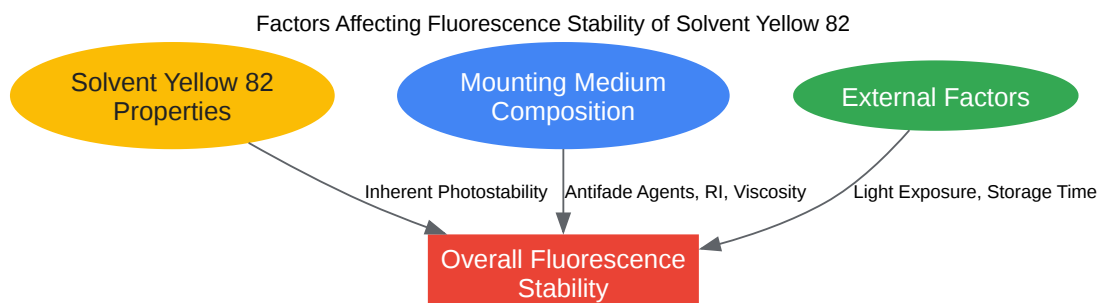 Factors Affecting Fluorescence Stability of Solvent Yellow 82
Solvent Yellow 82
Properties
Mounting Medium
Composition
External Factors
Inherent Photostability
Antifade Agents, RI, Viscosity
Light Exposure, Storage Time
Overall Fluorescence
Stability